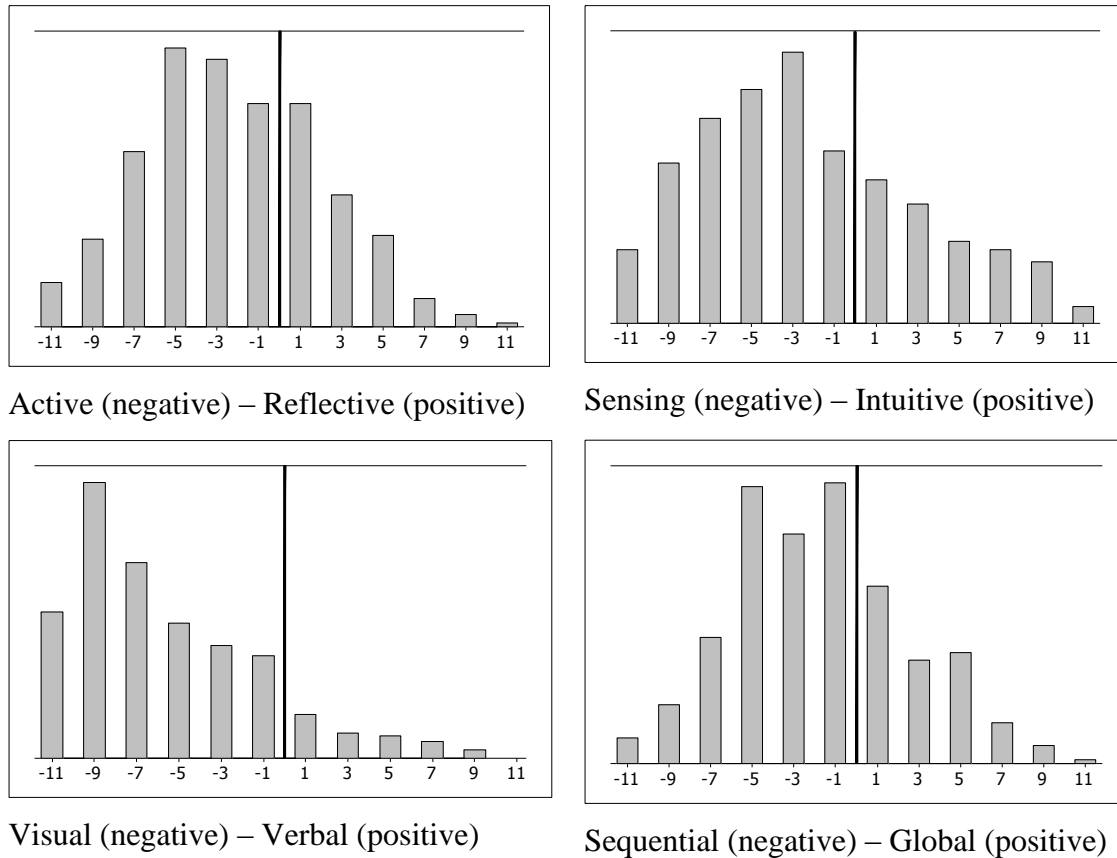 -11 -9 -7 -5 -3 -1 1 3 5 7 9 11
Active (negative) – Reflective (positive)
-11 -9 -7 -5 -3 -1 1 3 5 7 9 11
Sensing (negative) – Intuitive (positive)
-11 -9 -7 -5 -3 -1 1 3 5 7 9 11
Visual (negative) – Verbal (positive)
-11 -9 -7 -5 -3 -1 1 3 5 7 9 11
Sequential (negative) – Global (positive)